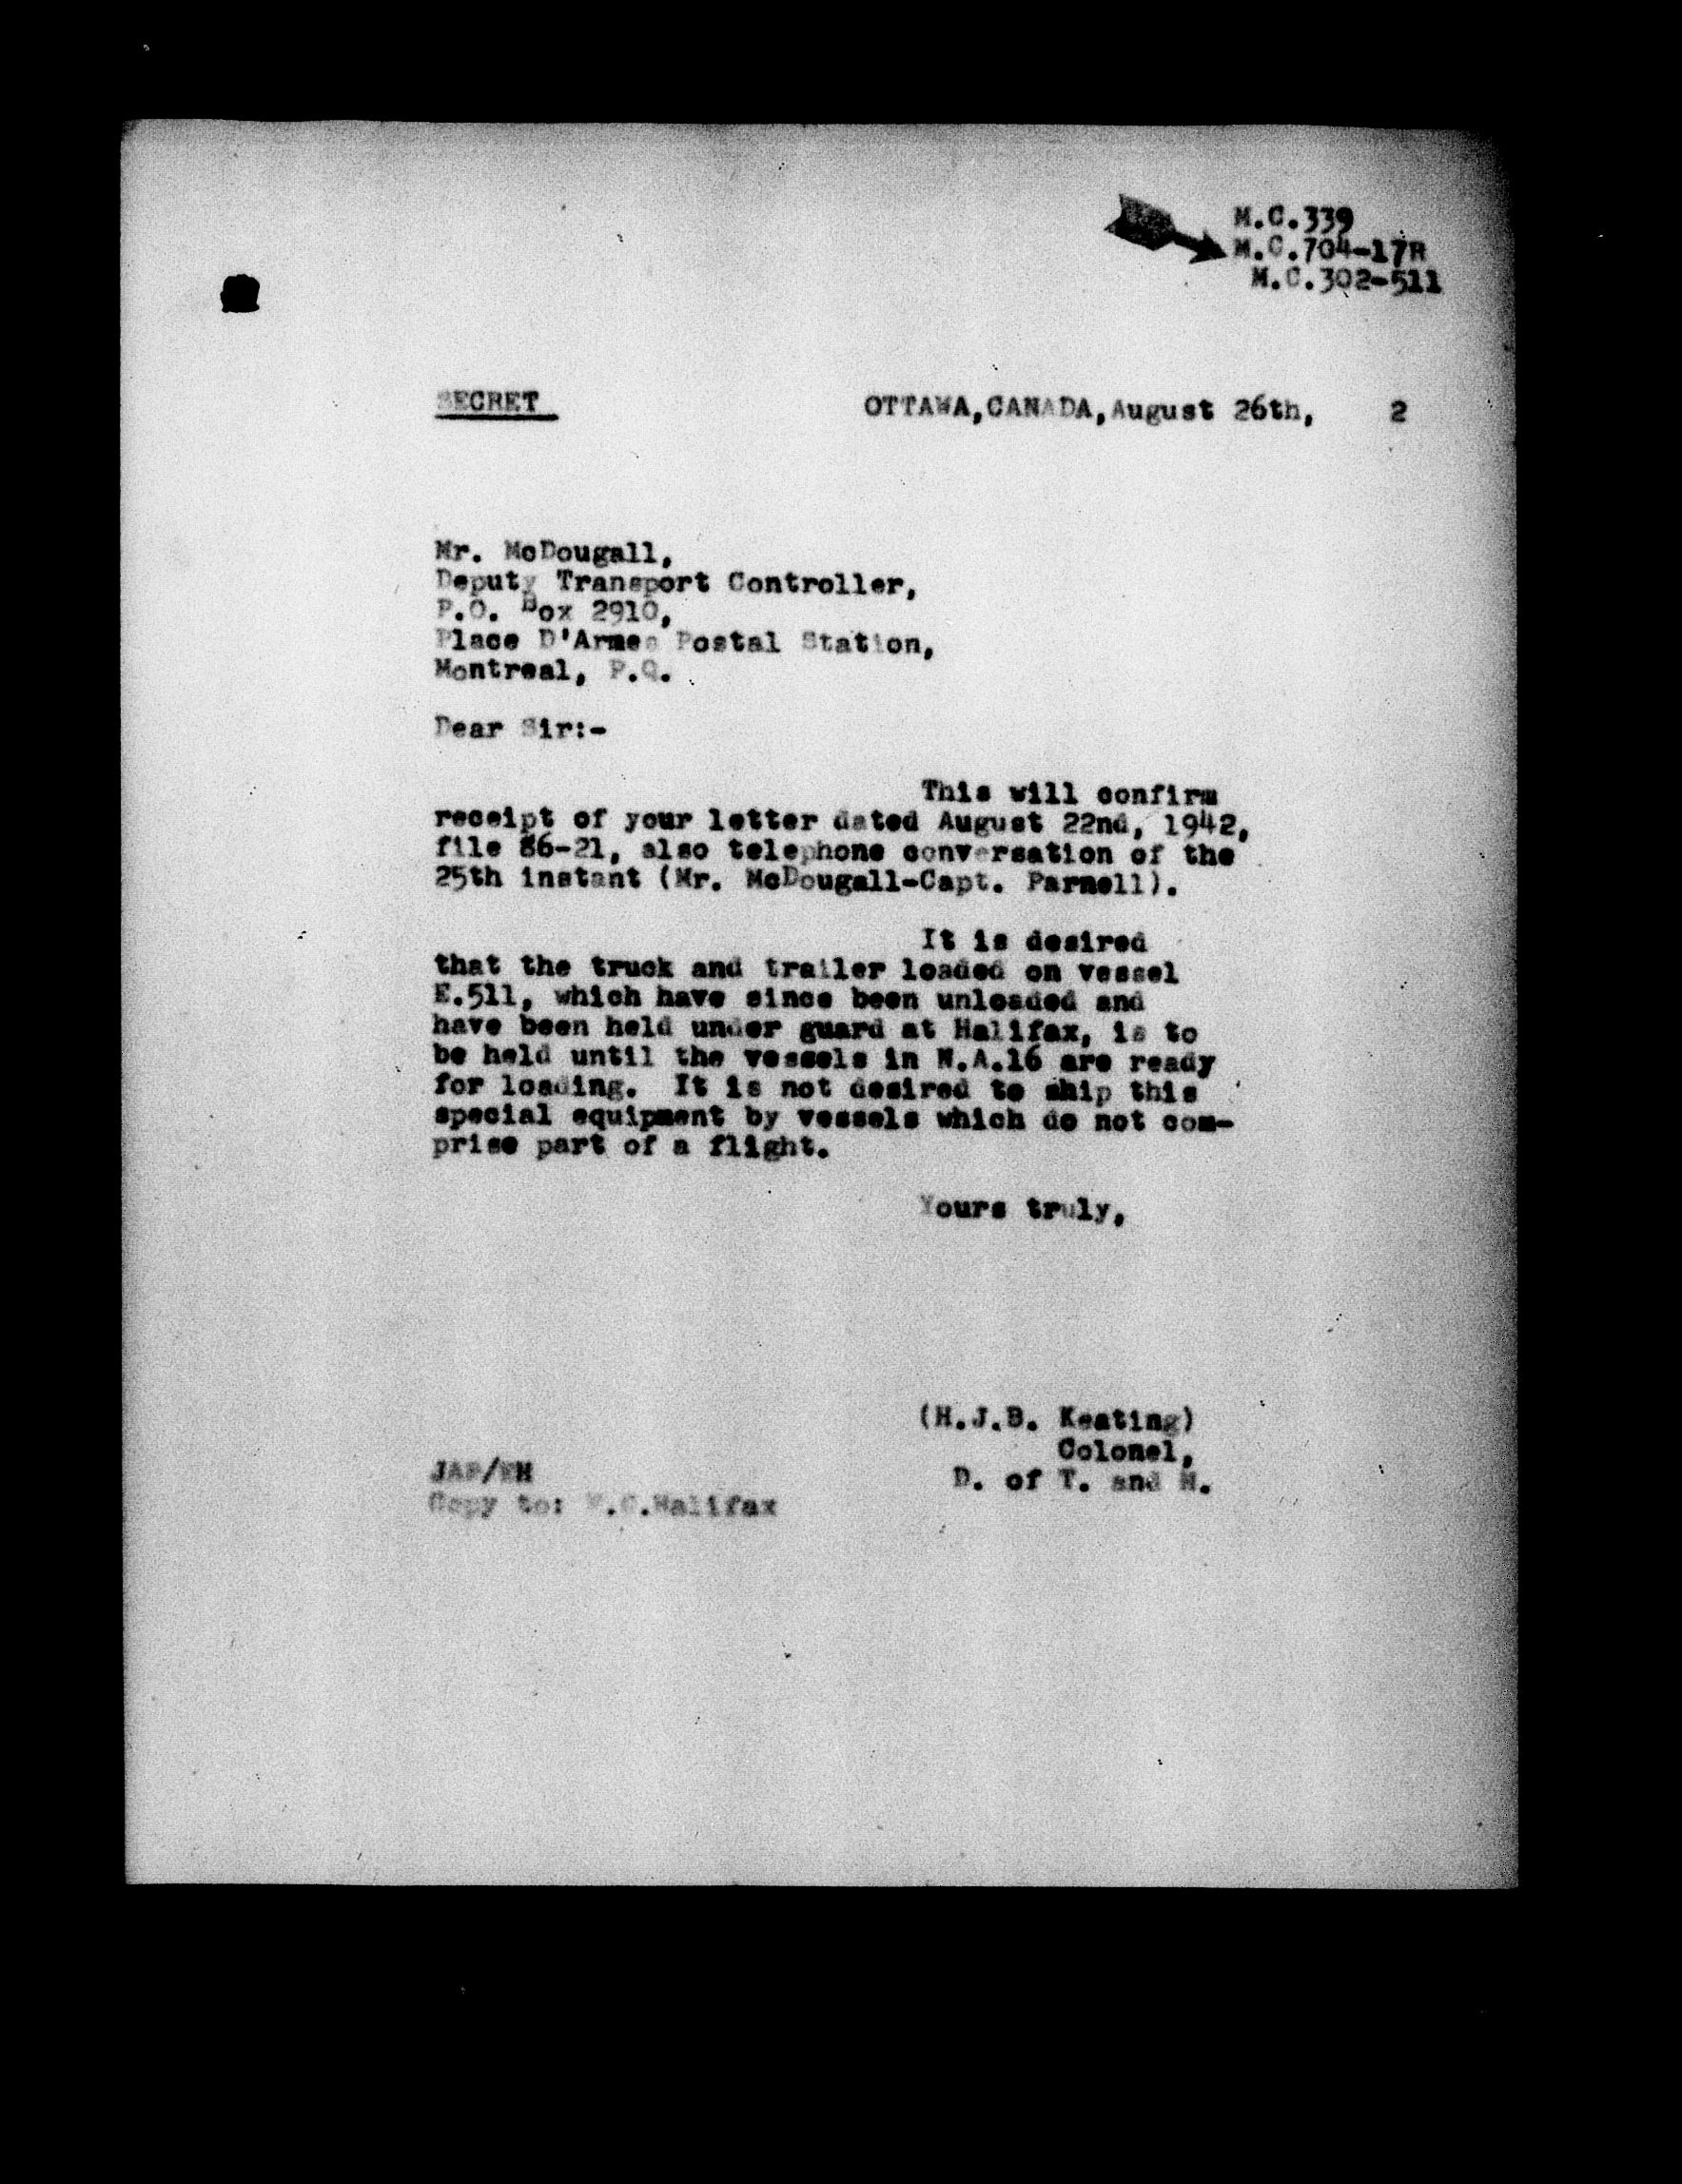 M.C.339
M.C.704-17R
M.C.302-511
SECRET
OTTAWA,CANADA,August 26th, 2
Mr. McDougall,
Deputy Transport Controller,
P.O. Box 2910,
Place D'Armes Postal Station,
Montreal, P.Q.
Dear Sir:-
This will confirm
receipt of your letter dated August 22nd, 1942,
file 86-21, also telephone conversation of the
25th instant (Mr. McDougall-Capt. Parnell).
It is desired
that the truck and trailer loaded on vessel
E.511, which have since been unloaded and
have been held under guard at Halifax, is to
be held until the vessels in N.A.16 are ready
for loading. It is not desired to ship this
special equipment by vessels which do not com-
prise part of a flight.
Yours truly,
(H.J.B. Keating)
Colonel,
D. of T. and M.
Copy to: Halifax